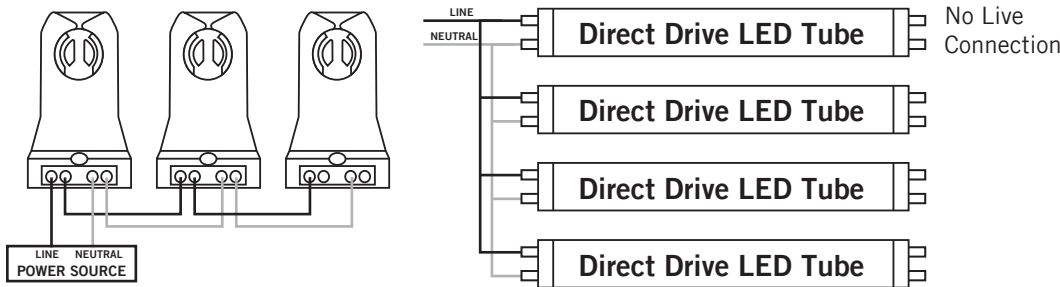 LINE NEUTRAL
POWER SOURCE
LINE
NEUTRAL
Direct Drive LED Tube
No Live
Connection
Direct Drive LED Tube
Direct Drive LED Tube
Direct Drive LED Tube